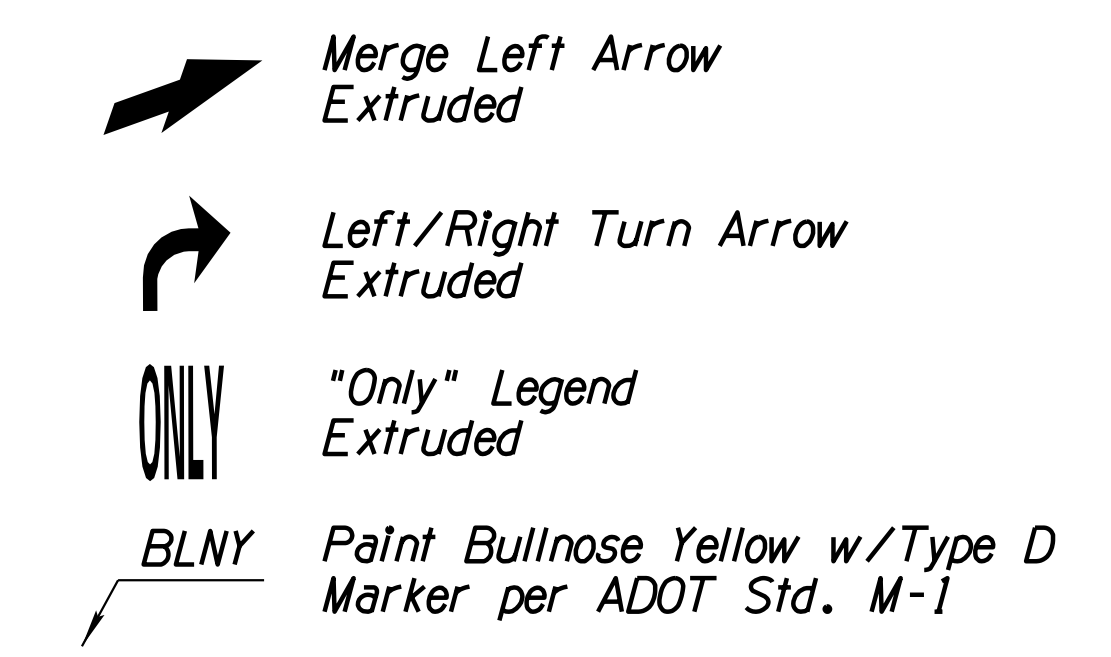 Merge Left Arrow
Extruded
Left/Right Turn Arrow
Extruded
ONLY
"Only" Legend
Extruded
BLNY
Paint Bullnose Yellow w/Type D
Marker per ADOT Std. M-1